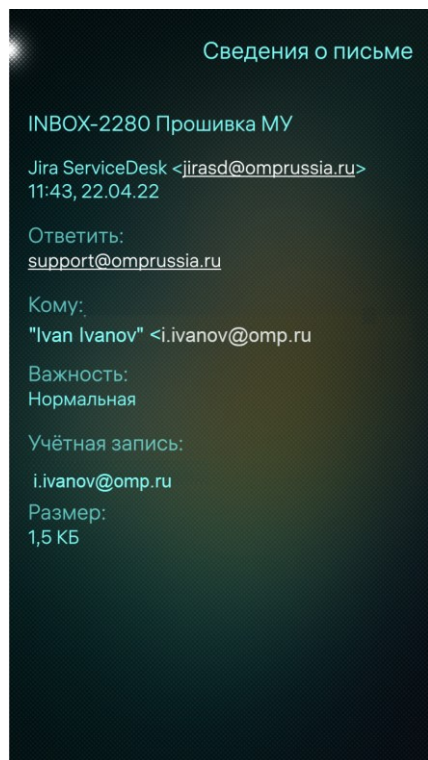 Сведения о письме
INBOX-2280 Прошивка МУ
Jira ServiceDesk <jirasd@omprussia.ru>
11:43, 22.04.22
Ответить:
support@omprussia.ru
Кому:
"Ivan Ivanov" <i.ivanov@omp.ru
Важность:
Нормальная
Учётная запись:
i.ivanov@omp.ru
Размер:
1,5 КБ